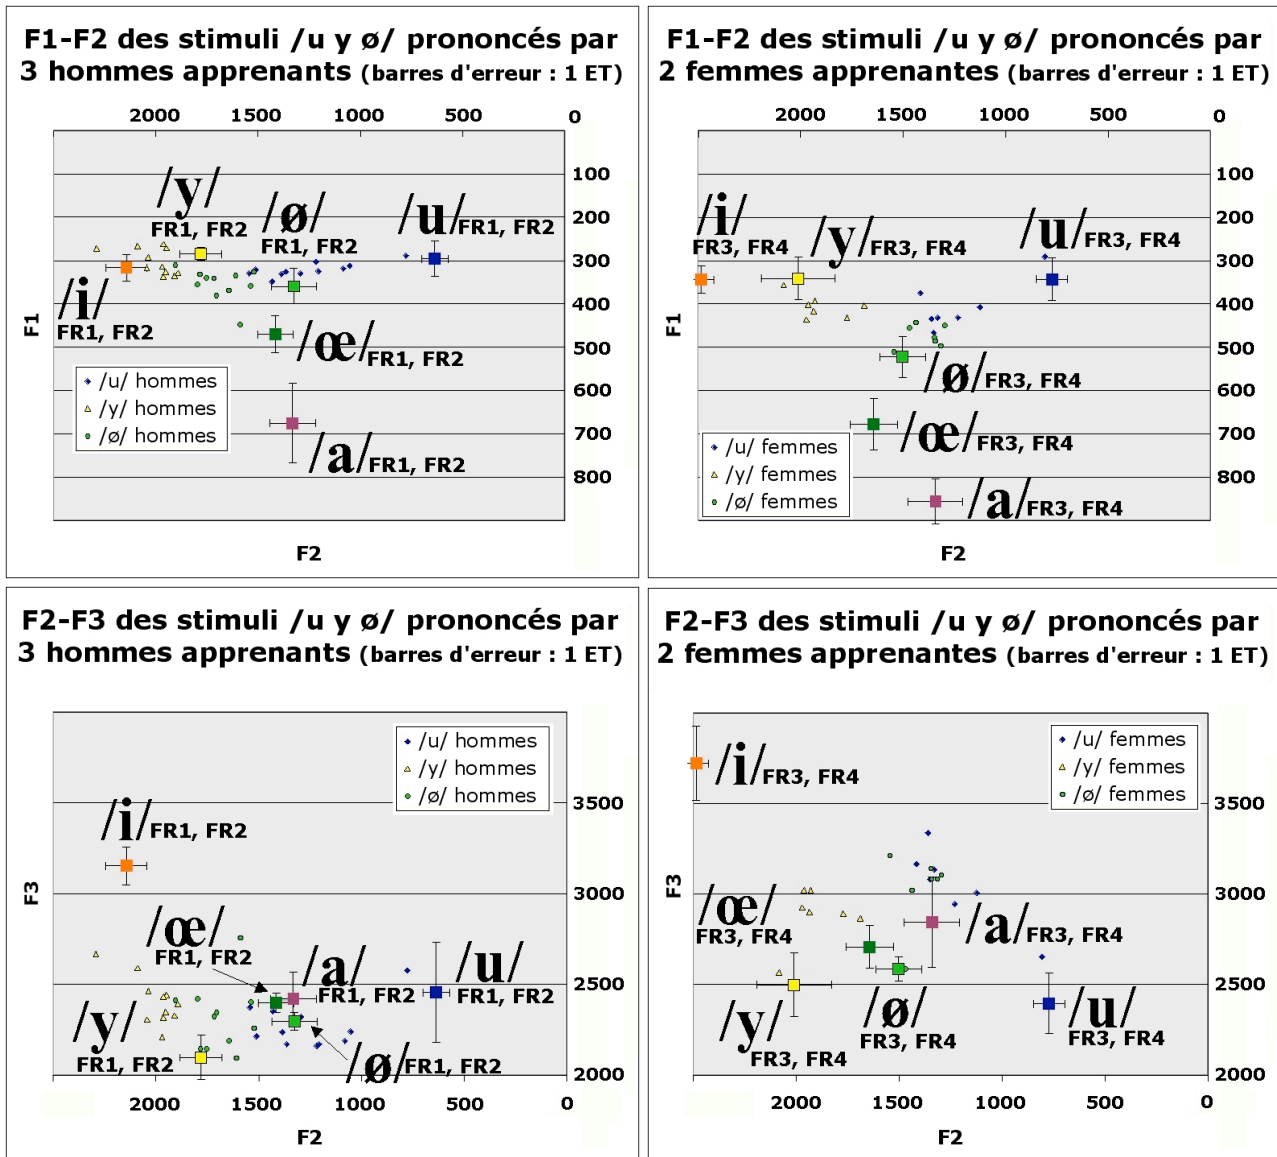 F1-F2 des stimuli /u y ø/ prononcés par
3 hommes apprenants (barres d'erreur : 1 ET)
2000 1500 1000 500 0
100
200
300
400
500
600
700
800
F1
F2
/y/
FR1, FR2
/ø/
FR1, FR2
/u/FR1, FR2
/i/
FR1, FR2
/œ/FR1, FR2
/a/FR1, FR2
/u/ hommes
/y/ hommes
/ø/ hommes
F1-F2 des stimuli /u y ø/ prononcés par
2 femmes apprenantes (barres d'erreur : 1 ET)
2000 1500 1000 500 0
100
200
300
400
500
600
700
800
F1
F2
/i/
FR3, FR4
/y/FR3, FR4
/u/
FR3, FR4
/ø/FR3, FR4
/œ/FR3, FR4
/a/FR3, FR4
/u/ femmes
/y/ femmes
/ø/ femmes
F2-F3 des stimuli /u y ø/ prononcés par
3 hommes apprenants (barres d'erreur : 1 ET)
/u/ hommes
/y/ hommes
/ø/ hommes
3500
3000
2500
2000
F3
/i/FR1, FR2
/œ/
FR1, FR2
/a/
FR1, FR2
/u/
FR1, FR2
/y/
FR1, FR2
/ø/FR1, FR2
2000 1500 1000 500 0
F2
F2-F3 des stimuli /u y ø/ prononcés par
2 femmes apprenantes (barres d'erreur : 1 ET)
/u/ femmes
/y/ femmes
/ø/ femmes
3500
3000
2500
2000
F3
/i/FR3, FR4
/œ/
FR3, FR4
/a/FR3, FR4
/y/
FR3, FR4
/ø/
FR3, FR4
/u/
FR3, FR4
2000 1500 1000 500 0
F2